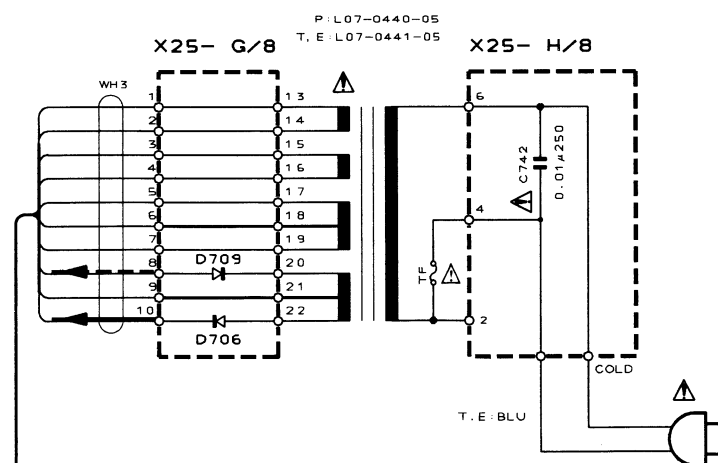 P:L07-0440-05
T, E:L07-0441-05
X25- G/8
X25- H/8
WH3
1
13
6
2
14
3
15
C742
0.01µ250
4
16
5
17
6
18
4
7
19
8
D709
20
TF
9
21
10
22
2
D706
COLD
T.E:BLU